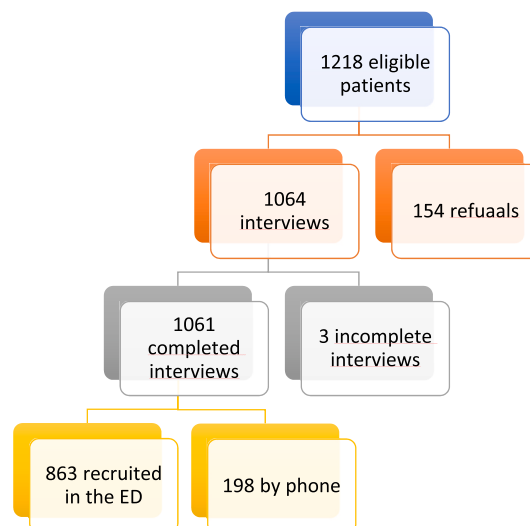 1218 eligible
patients
1064
interviews
154 refuaals
1061
completed
interviews
3 incomplete
interviews
863 recruited
in the ED
198 by phone